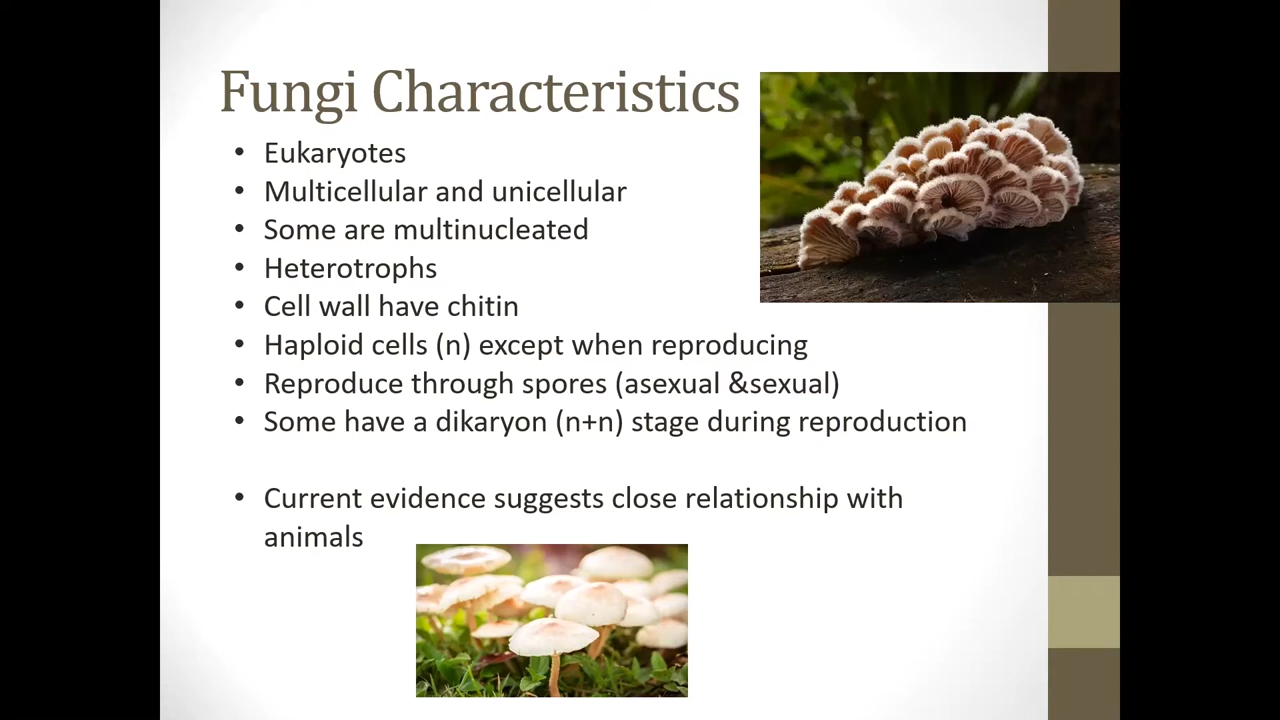 Fungi Characteristics
• Eukaryotes
• Multicellular and unicellular
• Some are multinucleated
• Heterotrophs
• Cell wall have chitin
• Haploid cells (n) except when reproducing
• Reproduce through spores (asexual &sexual)
• Some have a dikaryon (n+n) stage during reproduction
• Current evidence suggests close relationship with
animals